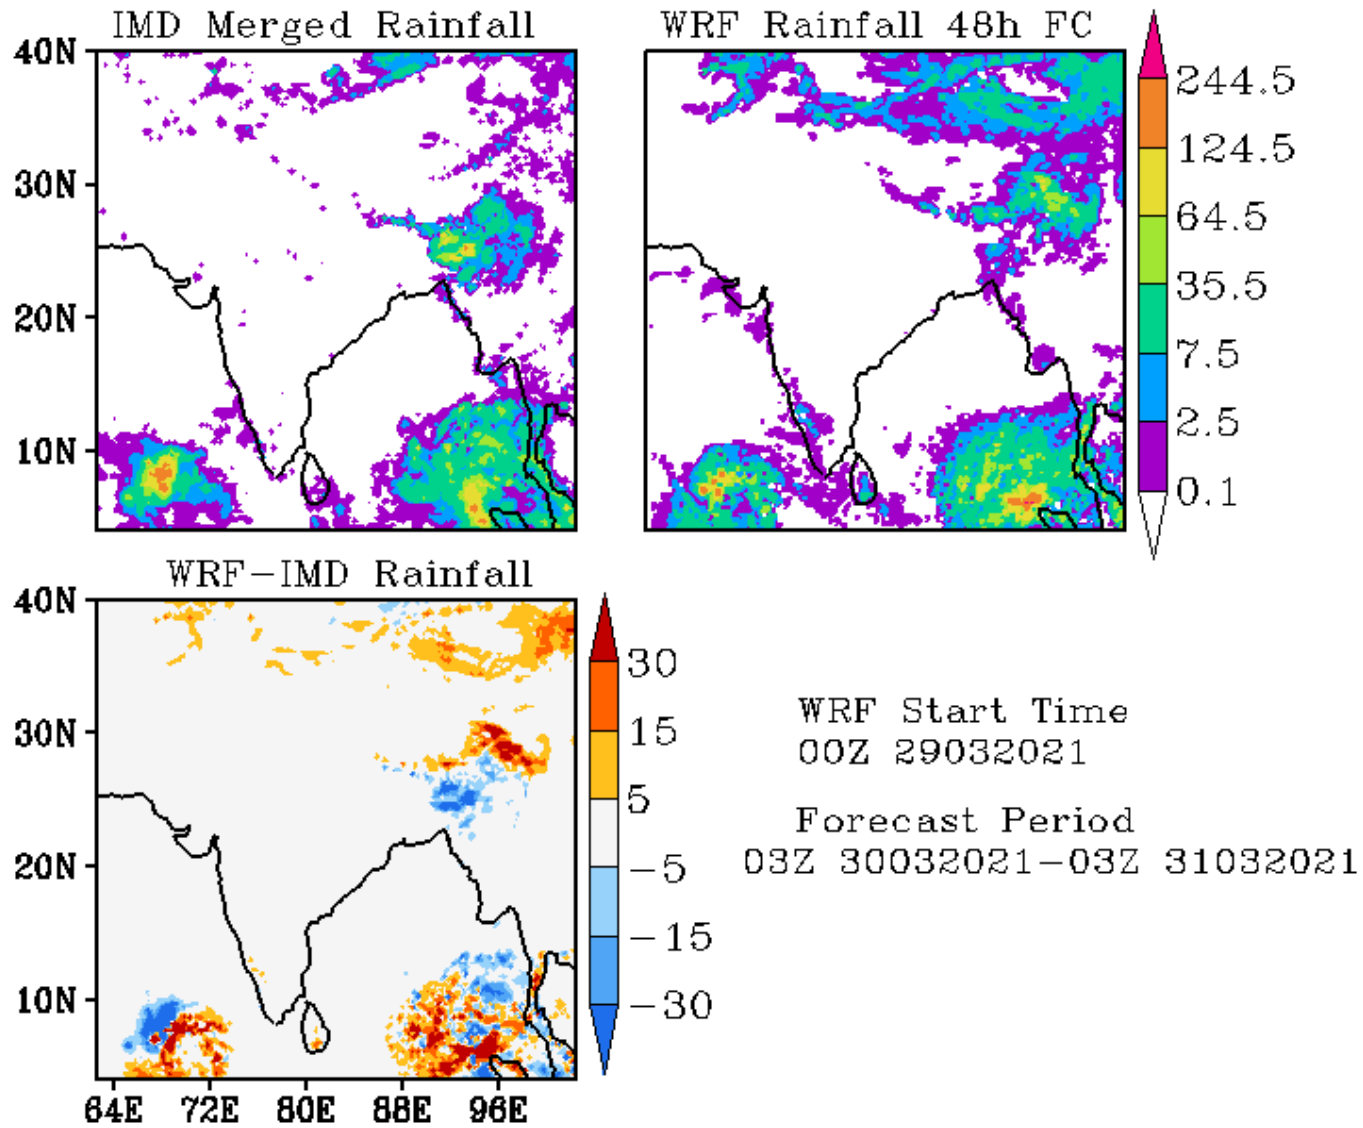 IMD Merged Rainfall
WRF Rainfall 48h FC
40N
30N
20N
10N
244.5
124.5
64.5
35.5
7.5
2.5
0.1
WRF-IMD Rainfall
40N
30N
20N
10N
64E 72E 80E 88E 96E
30
15
5
-5
-15
-30
WRF Start Time
00Z 29032021
Forecast Period
03Z 30032021-03Z 31032021